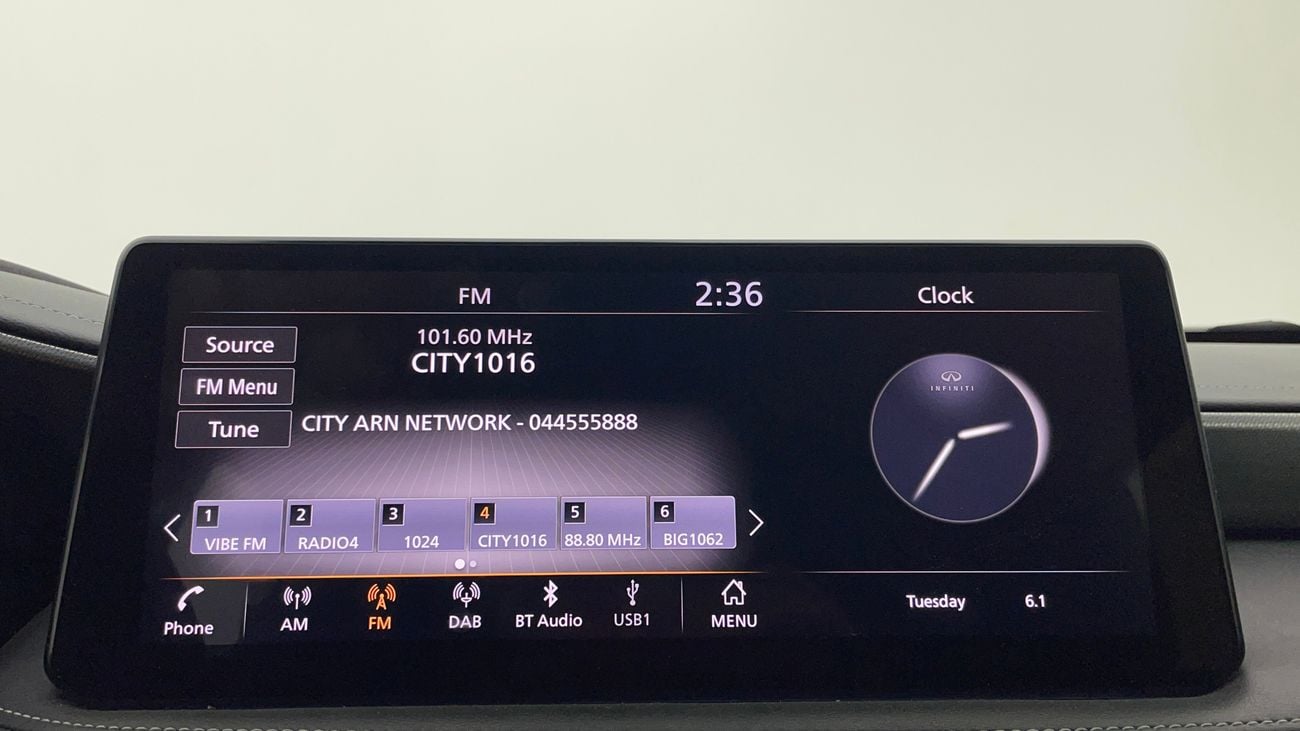 FM
2:36
Clock
Source
101.60 MHz
CITY1016
FM Menu
Tune
CITY ARN NETWORK - 044555888
INFINITI
1
VIBE FM
2
RADIO4
3
1024
4
CITY1016
5
88.80 MHz
6
BIG1062
Phone
AM
FM
DAB
BT Audio
USB1
MENU
Tuesday 6.1